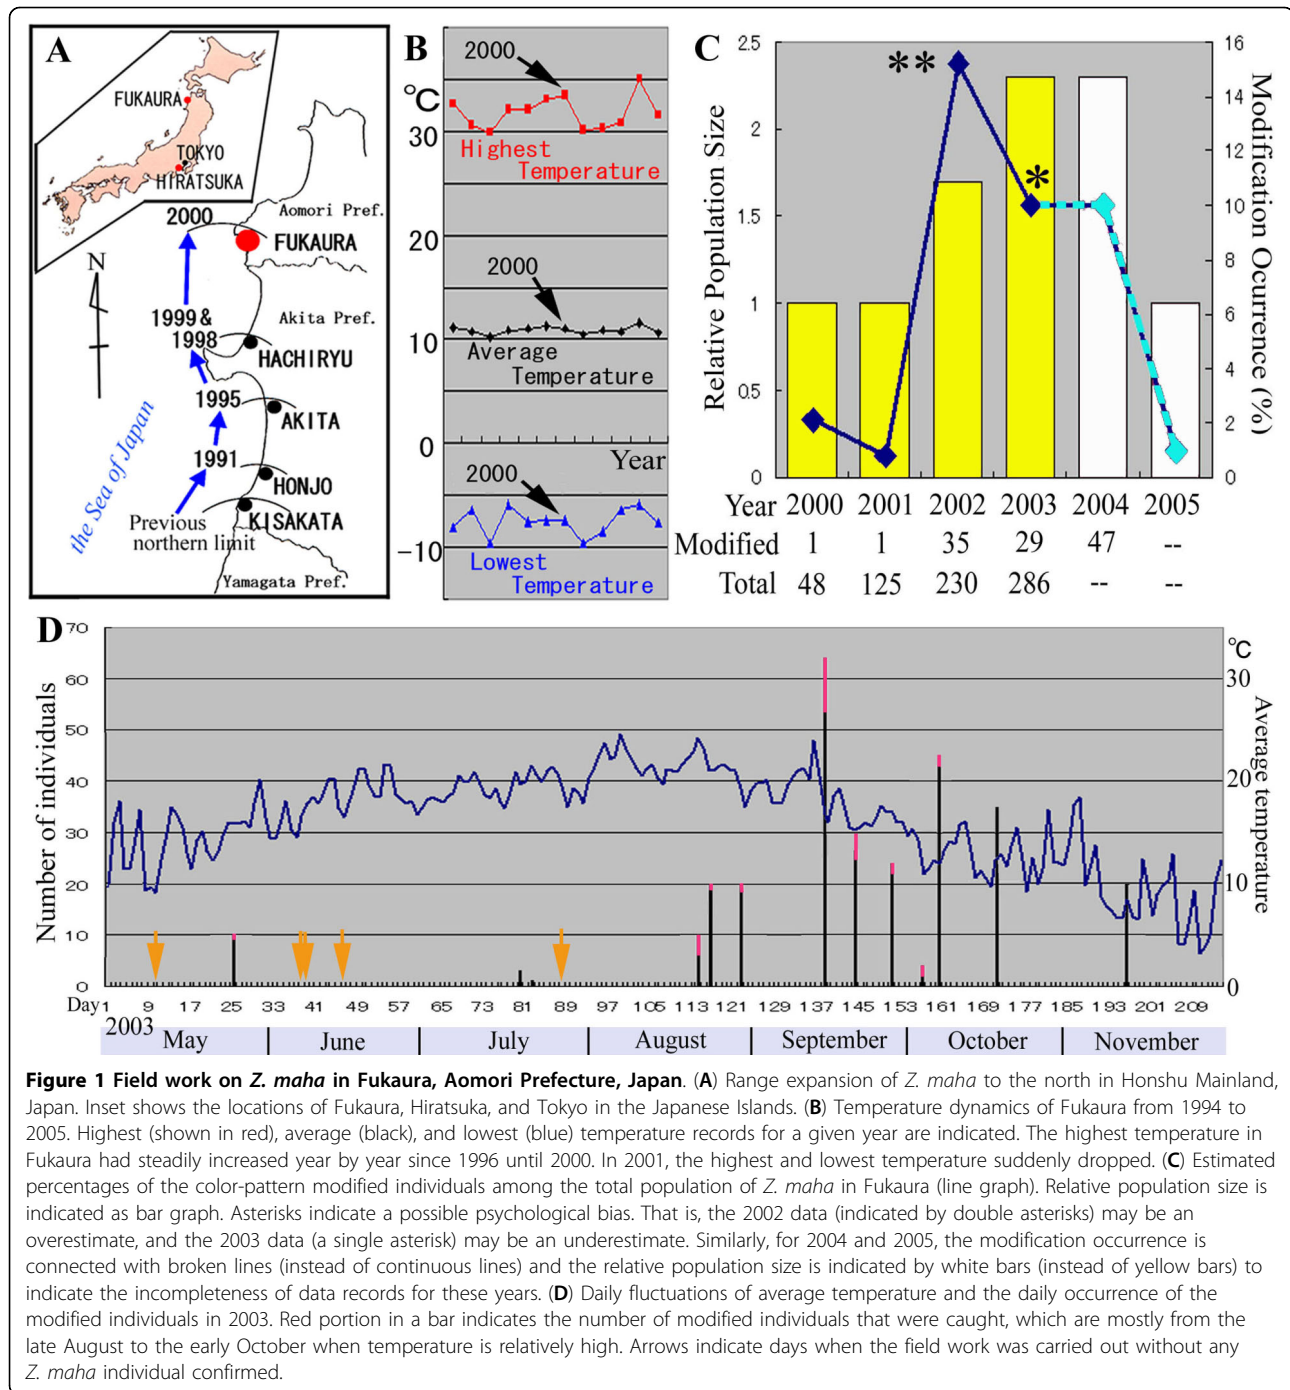 A
FUKAURA
TOKYO
HIRATSUKA
2000
Aomori Pref.
FUKAURA
N
1999 &
1998
Akita Pref.
HACHIRYU
1995
AKITA
the Sea of Japan
1991
HONJO
KISAKATA
Previous
northern limit
Yamagata Pref.
B
2000
°C
30
Highest
Temperature
20
2000
10
Average
Temperature
0
Year
2000
-10
Lowest
Temperature
C
2.5
2
1.5
1
05
0
Relative Population Size
**
*
16
14
12
10
8
6
4
2
0
Modification Ocurrence (%)
Year 2000 2001 2002 2003 2004 2005
Modified 1 1 35 29 47 --
Total 48 125 230 286 -- --
D
70
60
50
40
30
20
10
0
Number of individuals
°C
30
20
10
0
Average temperature
Day 1 9 17 25 33 41 49 57 65 73 81 89 97 105 113 121 129 137 145 153 161 169 177 185 193 201 209
2003
May June July August September October November
Figure 1 Field work on Z. maha in Fukaura, Aomori Prefecture, Japan. (A) Range expansion of Z. maha to the north in Honshu Mainland,
Japan. Inset shows the locations of Fukaura, Hiratsuka, and Tokyo in the Japanese Islands. (B) Temperature dynamics of Fukaura from 1994 to
2005. Highest (shown in red), average (black), and lowest (blue) temperature records for a given year are indicated. The highest temperature in
Fukaura had steadily increased year by year since 1996 until 2000. In 2001, the highest and lowest temperature suddenly dropped. (C) Estimated
percentages of the color-pattern modified individuals among the total population of Z. maha in Fukaura (line graph). Relative population size is
indicated as bar graph. Asterisks indicate a possible psychological bias. That is, the 2002 data (indicated by double asterisks) may be an
overestimate, and the 2003 data (a single asterisk) may be an underestimate. Similarly, for 2004 and 2005, the modification occurrence is
connected with broken lines (instead of continuous lines) and the relative population size is indicated by white bars (instead of yellow bars) to
indicate the incompleteness of data records for these years. (D) Daily fluctuations of average temperature and the daily occurrence of the
modified individuals in 2003. Red portion in a bar indicates the number of modified individuals that were caught, which are mostly from the
late August to the early October when temperature is relatively high. Arrows indicate days when the field work was carried out without any
Z. maha individual confirmed.